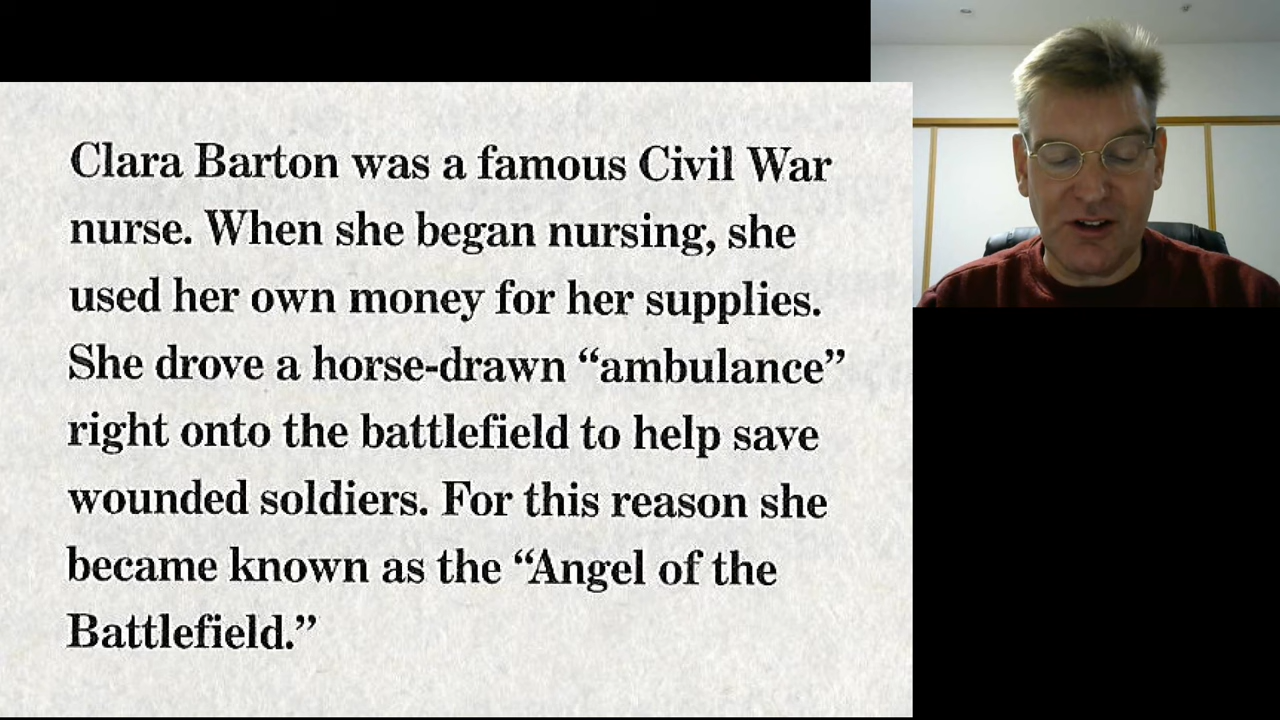 Clara Barton was a famous Civil War
nurse. When she began nursing, she
used her own money for her supplies.
She drove a horse-drawn “ambulance”
right onto the battlefield to help save
wounded soldiers. For this reason she
became known as the “Angel of the
Battlefield.”